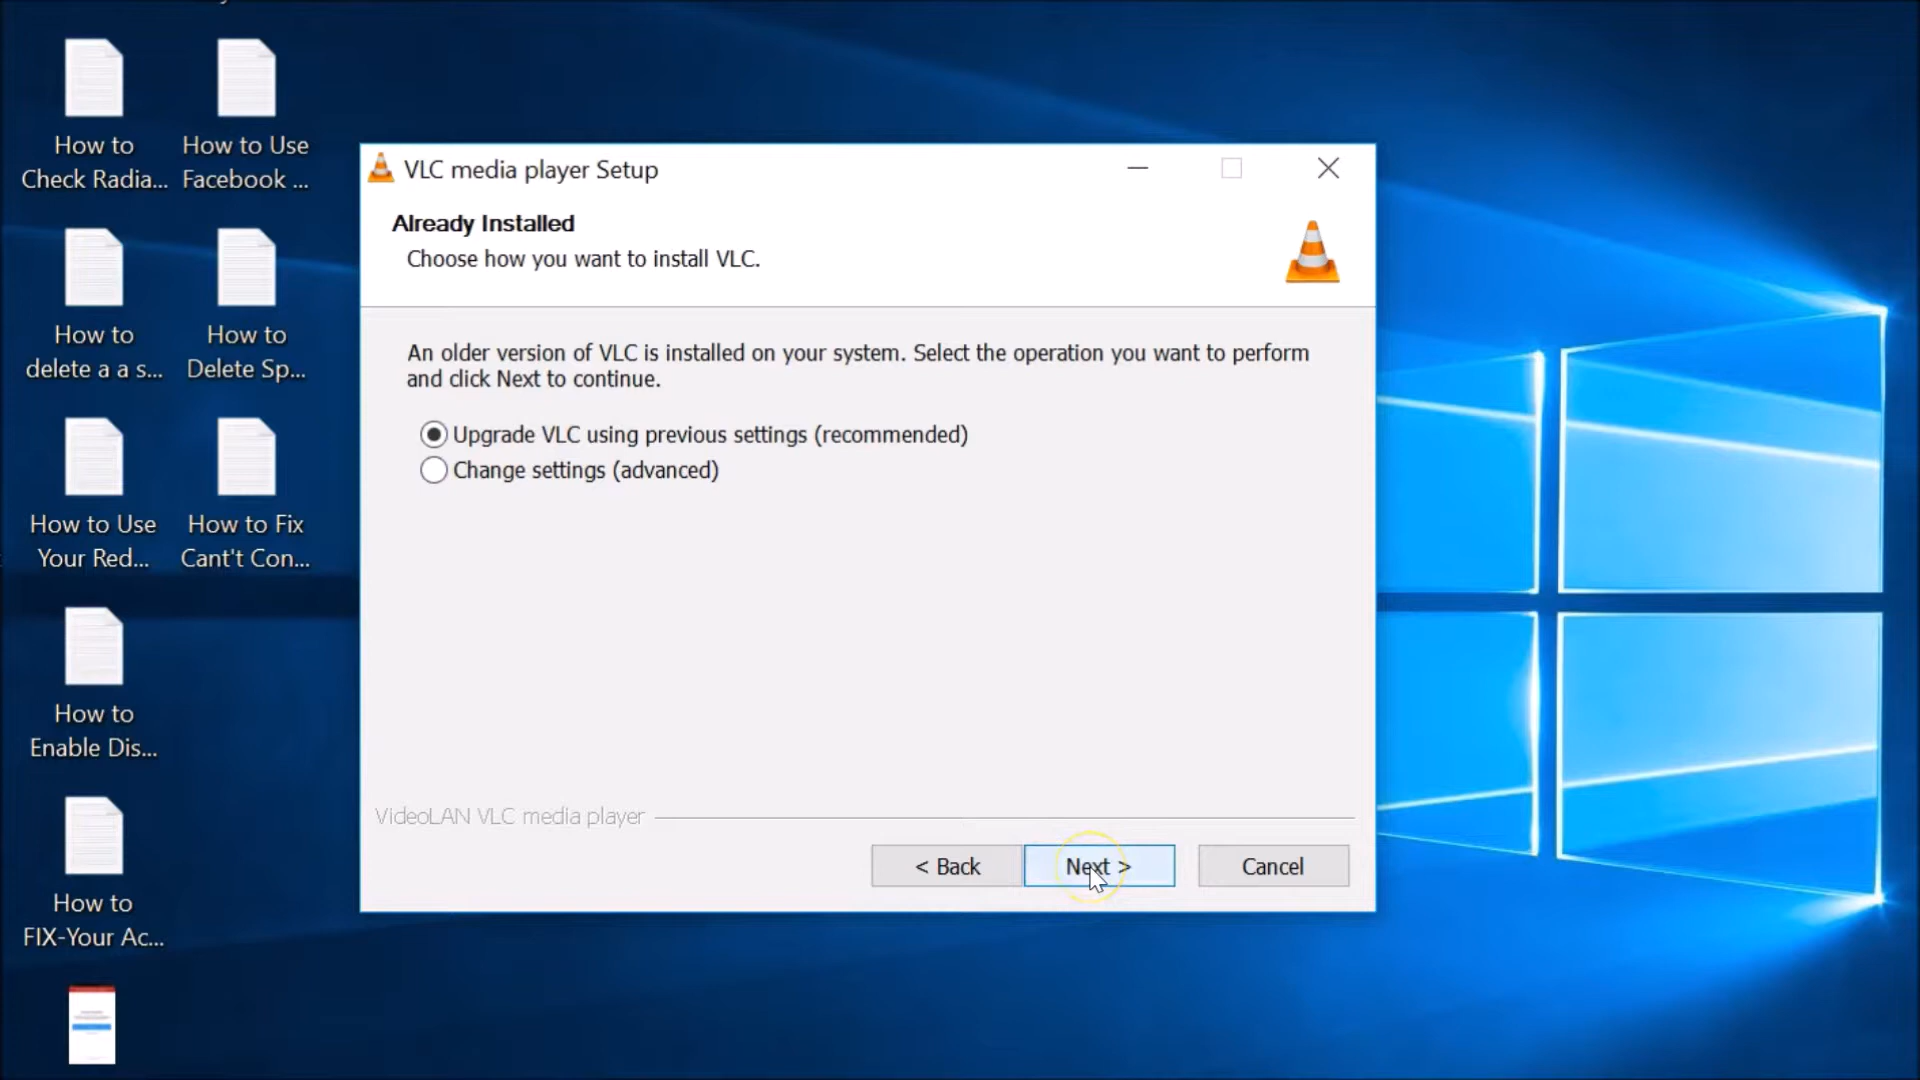 How to
Check Radia...
How to Use
Facebook ...
How to
delete a a s...
How to
Delete Sp...
How to Use
Your Red...
How to Fix
Cant't Con...
How to
Enable Dis...
How to
FIX-Your Ac...
VLC media player Setup
Already Installed
Choose how you want to install VLC.
An older version of VLC is installed on your system. Select the operation you want to perform
and click Next to continue.
Upgrade VLC using previous settings (recommended)
Change settings (advanced)
VideoLAN VLC media player
< Back
Next >
Cancel